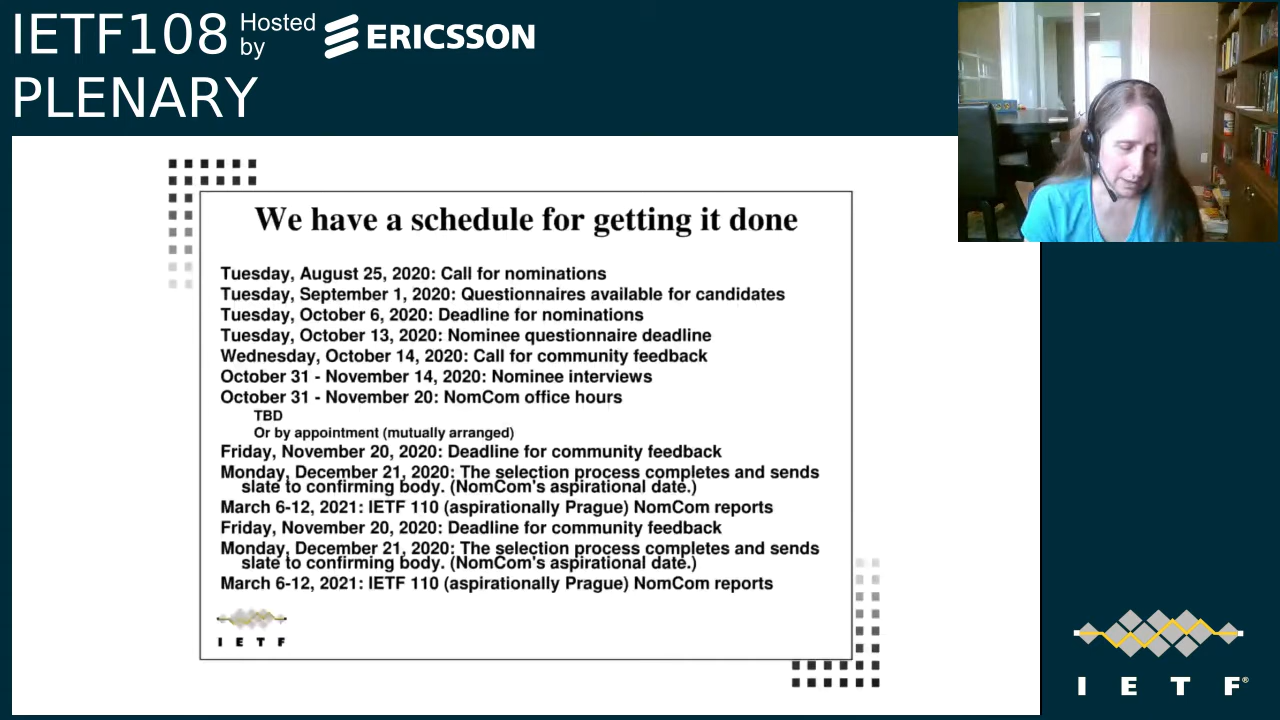 IETF108 Hosted by ERICSSON
PLENARY
We have a schedule for getting it done
Tuesday, August 25, 2020: Call for nominations
Tuesday, September 1, 2020: Questionnaires available for candidates
Tuesday, October 6, 2020: Deadline for nominations
Tuesday, October 13, 2020: Nominee questionnaire deadline
Wednesday, October 14, 2020: Call for community feedback
October 31 - November 14, 2020: Nominee interviews
October 31 - November 20: NomCom office hours
TBD
Or by appointment (mutually arranged)
Friday, November 20, 2020: Deadline for community feedback
Monday, December 21, 2020: The selection process completes and sends
slate to confirming body. (NomCom's aspirational date.)
March 6-12, 2021: IETF 110 (aspirationally Prague) NomCom reports
Friday, November 20, 2020: Deadline for community feedback
Monday, December 21, 2020: The selection process completes and sends
slate to confirming body. (NomCom's aspirational date.)
March 6-12, 2021: IETF 110 (aspirationally Prague) NomCom reports
I E T F
I E T F®